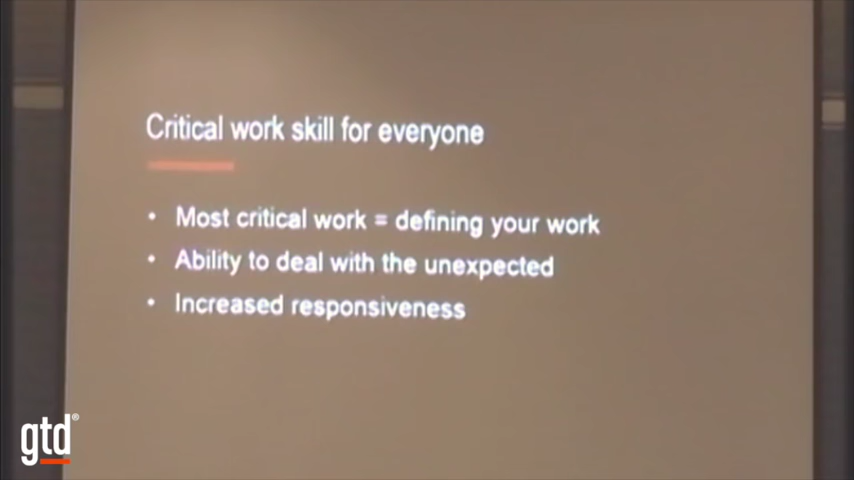 Critical work skill for everyone
• Most critical work = defining your work
• Ability to deal with the unexpected
• Increased responsiveness
gtd®